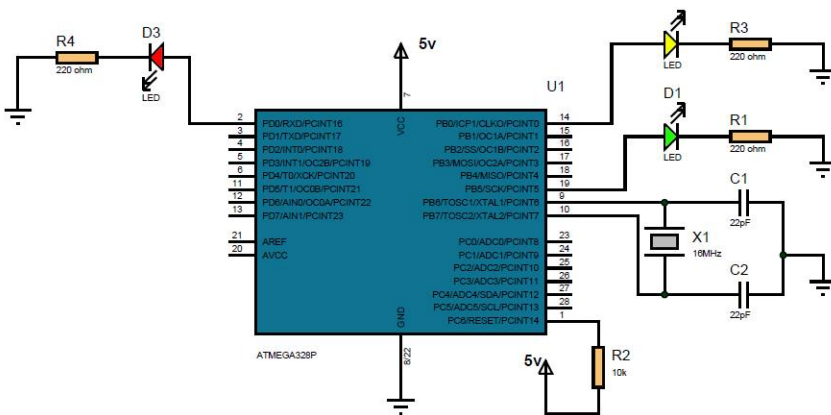 R4
220 ohm
D3
LED
5v
U1
LED
R3
220 ohm
D1
LED
R1
220 ohm
7
VCC
2 PD0/RXD/PCINT16
3 PD1/TXD/PCINT17
4 PD2/INT0/PCINT18
5 PD3/INT1/OC2B/PCINT19
6 PD4/T0/XCK/PCINT20
11 PD5/T1/OC0B/PCINT21
12 PD6/AIN0/OC0A/PCINT22
13 PD7/AIN1/PCINT23
21 AREF
20 AVCC
PB0/ICP1/CLKO/PCINT0 14
PB1/OC1A/PCINT1 15
PB2/SS/OC1B/PCINT2 16
PB3/MOSI/OC2A/PCINT3 17
PB4/MISO/PCINT4 18
PB5/SCK/PCINT5 19
PB6/TOSC1/XTAL1/PCINT6 9
PB7/TOSC2/XTAL2/PCINT7 10
PC0/ADC0/PCINT8 23
PC1/ADC1/PCINT9 24
PC2/ADC2/PCINT10 25
PC3/ADC3/PCINT11 26
PC4/ADC4/SDA/PCINT12 27
PC5/ADC5/SCL/PCINT13 28
PC6/RESET/PCINT14 1
GND
8/22
ATMEGA328P
C1
22pF
X1
16MHz
C2
22pF
5v
R2
10k